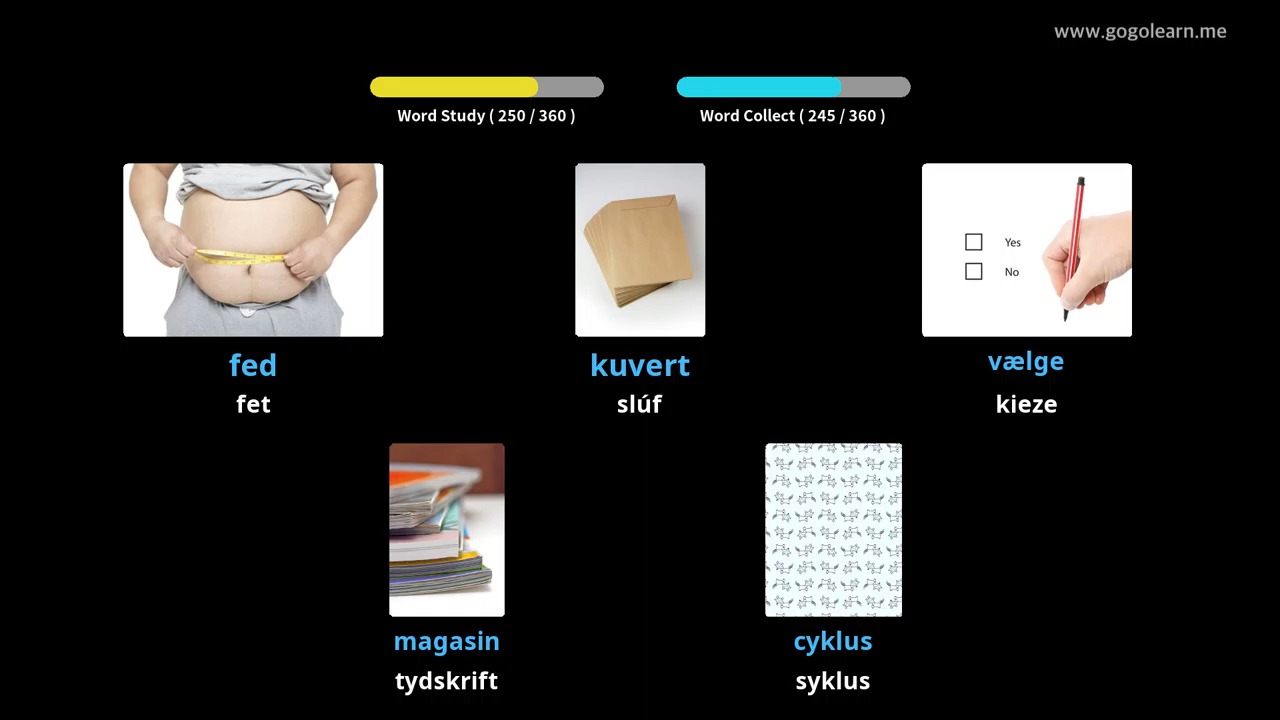 www.gogolearn.me
Word Study ( 250 / 360 )
Word Collect ( 245 / 360 )
Yes
No
fed
fet
kuvert
slúf
vælge
kieze
magasin
tydskrift
cyklus
syklus